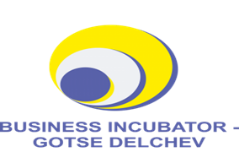 BUSINESS INCUBATOR -
GOTSE DELCHEV